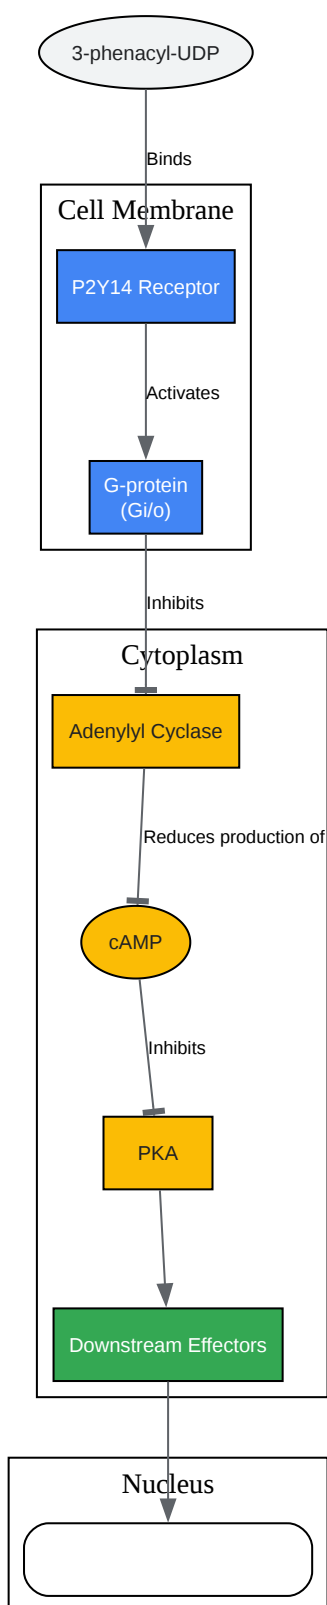 3-phenacyl-UDP
Binds
Cell Membrane
P2Y14 Receptor
Activates
G-protein
(Gi/o)
Inhibits
Cytoplasm
Adenylyl Cyclase
Reduces production of
cAMP
Inhibits
PKA
Downstream Effectors
Nucleus